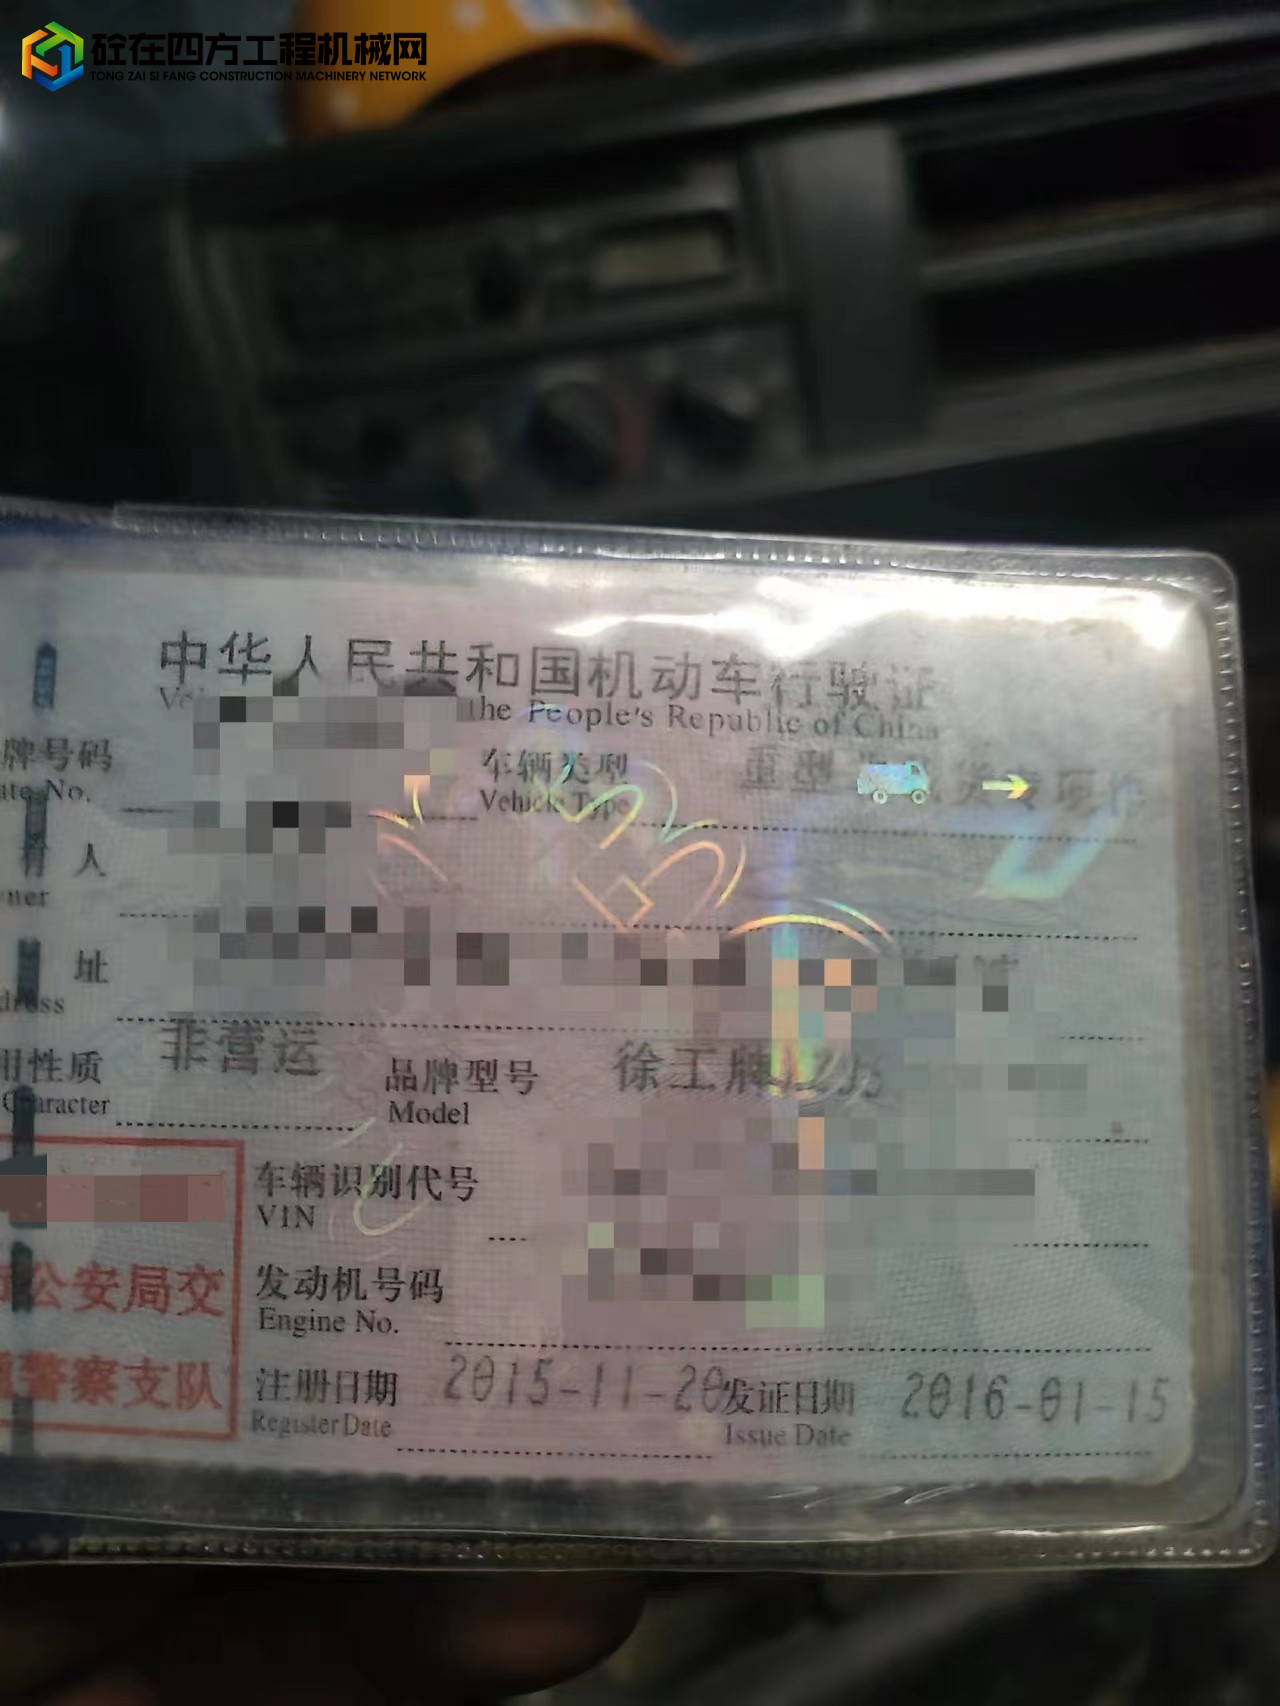 砼在四方工程机械网
TONG ZAI SI FANG CONSTRUCTION MACHINERY NETWORK
中华人民共和国机动车行驶证
the People's Republic of China
牌号码
车辆类型
重型
No.
Vehicle Type
人
址
非营运
用性质
品牌型号
徐工牌
Character
Model
车辆识别代号
VIN
公安局交
发动机号码
Engine No.
警察支队
注册日期
2015-11-20
发证日期
2016-01-15
Register Date
Issue Date